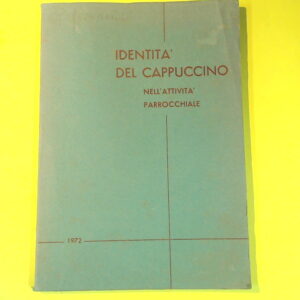 IDENTITA'
DEL CAPPUCCINO
NELL'ATTIVITA'
PARROCCHIALE
1972